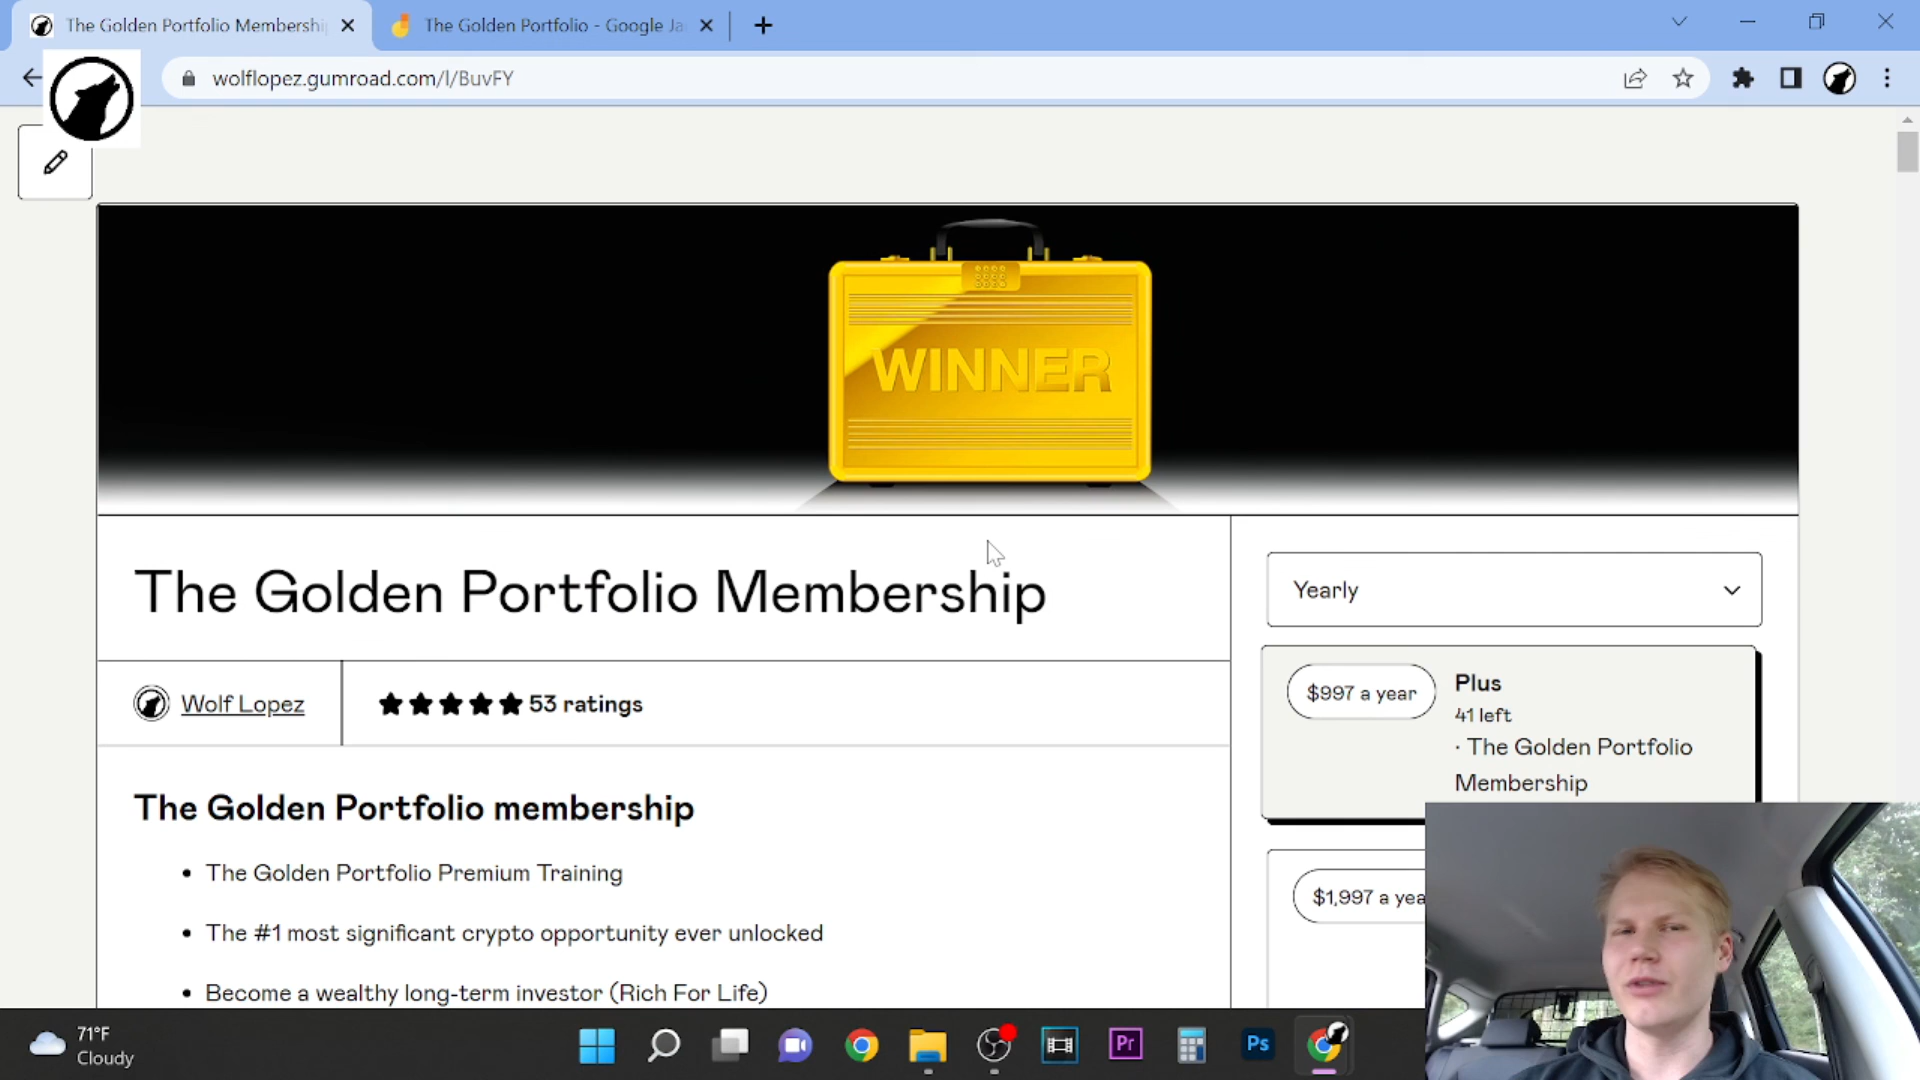 The Golden Portfolio Membershi
The Golden Portfolio - Google Ja
wolflopez.gumroad.com/l/BuvFY
WINNER
The Golden Portfolio Membership
Wolf Lopez
53 ratings
The Golden Portfolio membership
• The Golden Portfolio Premium Training
• The #1 most significant crypto opportunity ever unlocked
• Become a wealthy long-term investor (Rich For Life)
Yearly
$997 a year
Plus
41 left
· The Golden Portfolio
Membership
$1,997 a yea
71°F
Cloudy
Pr
Ps